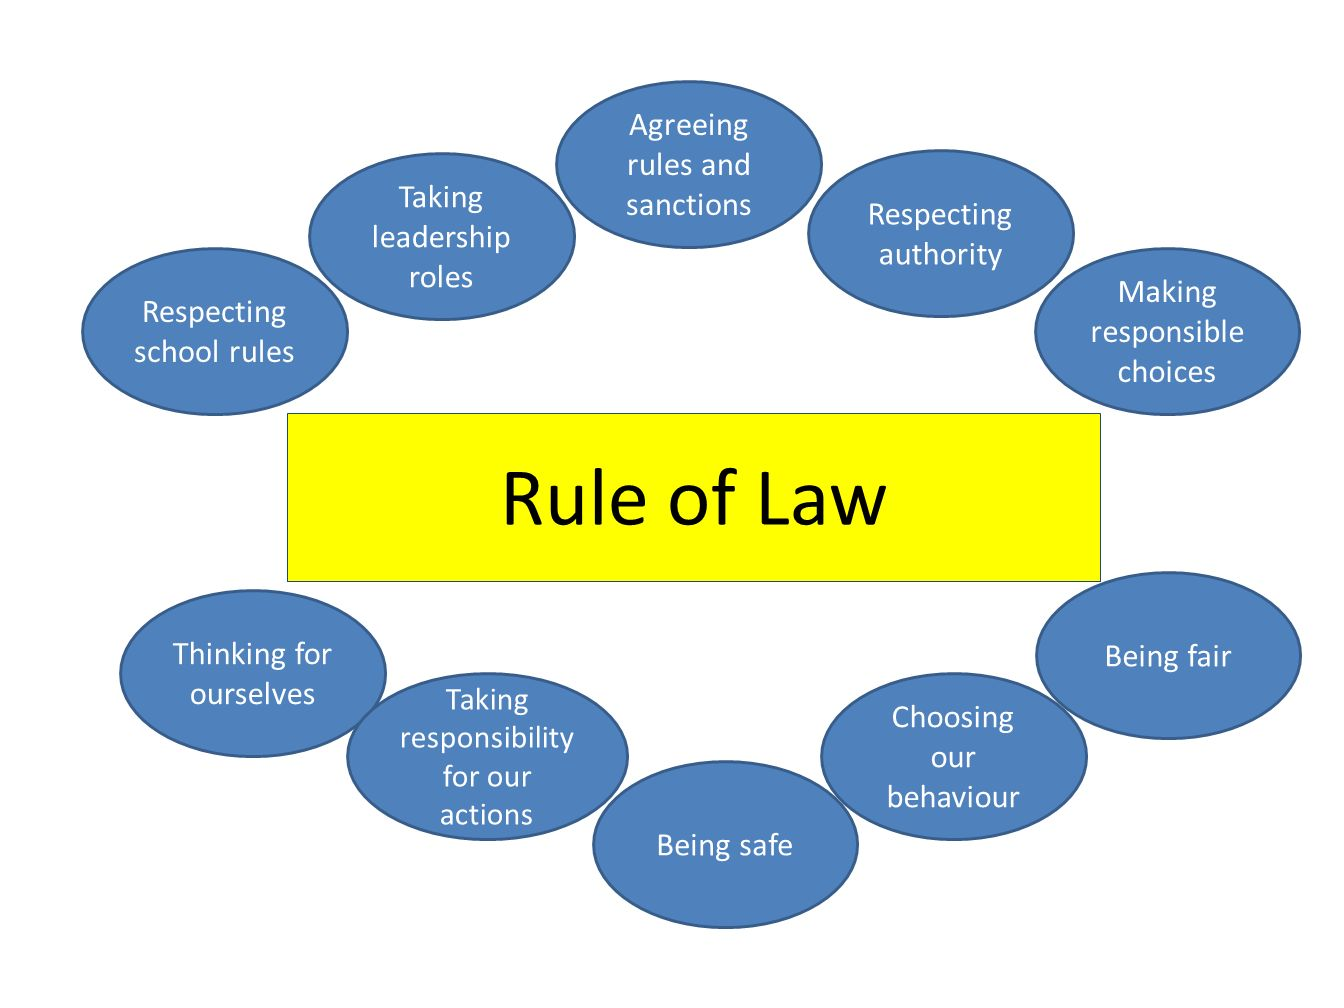 Agreeing
rules and
sanctions
Taking
leadership
roles
Respecting
authority
Respecting
school rules
Making
responsible
choices
Rule of Law
Thinking for
ourselves
Taking
responsibility
for our
actions
Being safe
Choosing
our
behaviour
Being fair